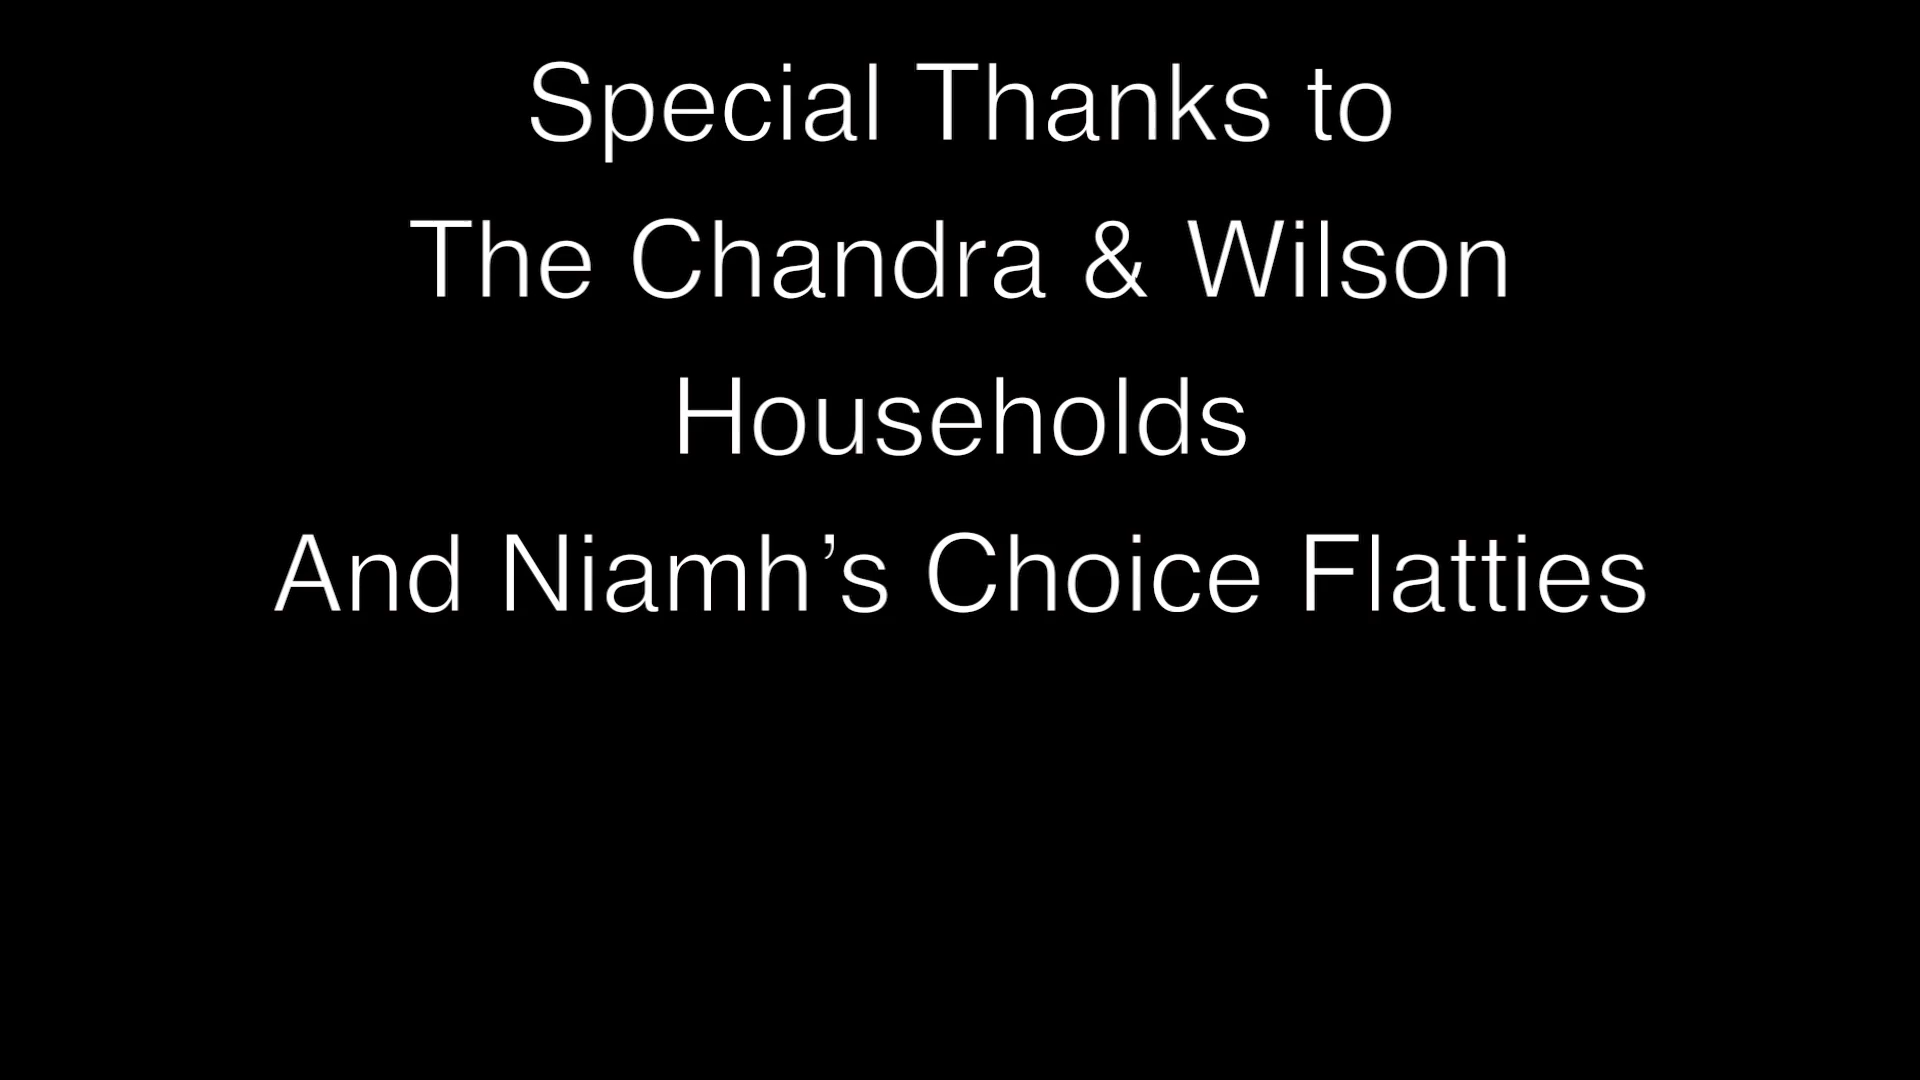 Special Thanks to
The Chandra & Wilson
Households
And Niamh’s Choice Flatties